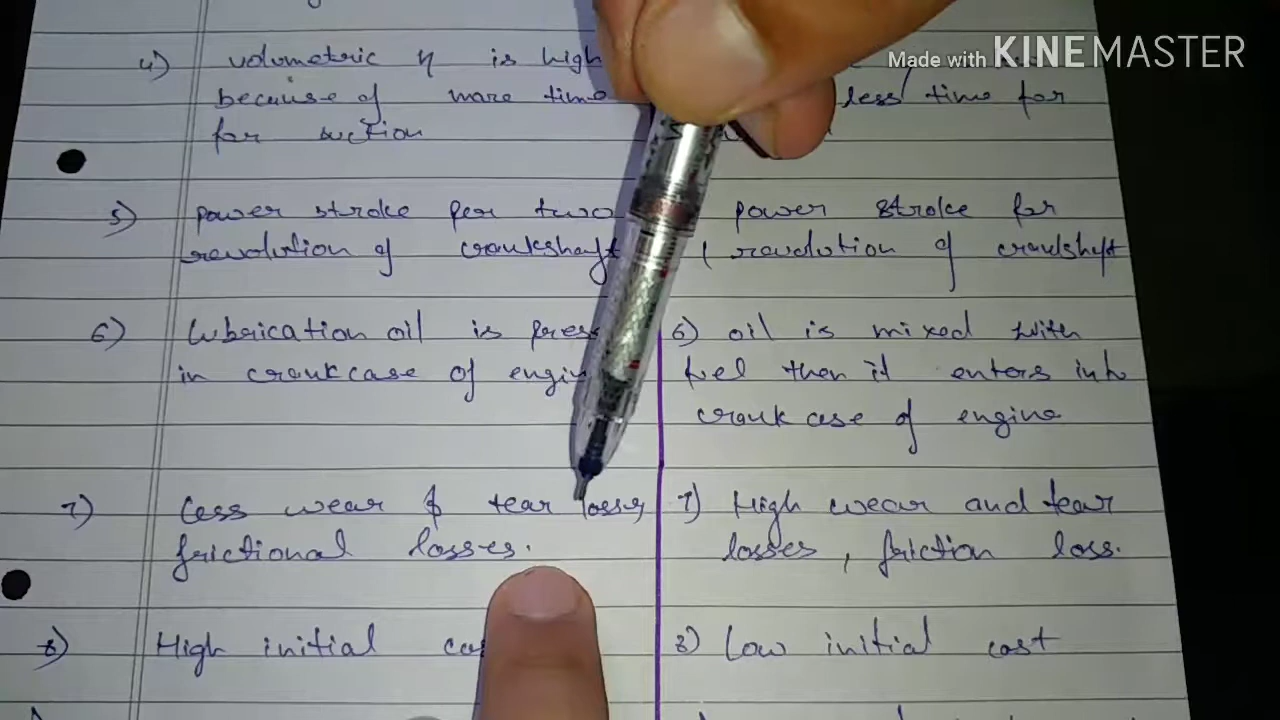 Made with KINEMASTER
4) volumetric η is high
because of more time
for suction
less time for
5) power stroke per two
revolution of crankshaft
power stroke for
1 revolution of crankshaft
6) Lubrication oil is pres
in crankcase of engin
6) oil is mixed with
fuel then it enters into
crank case of engine
7) Less wear & tear losses,
frictional losses.
7) High wear and tear
losses, friction loss.
8) High initial
8) Low initial cost